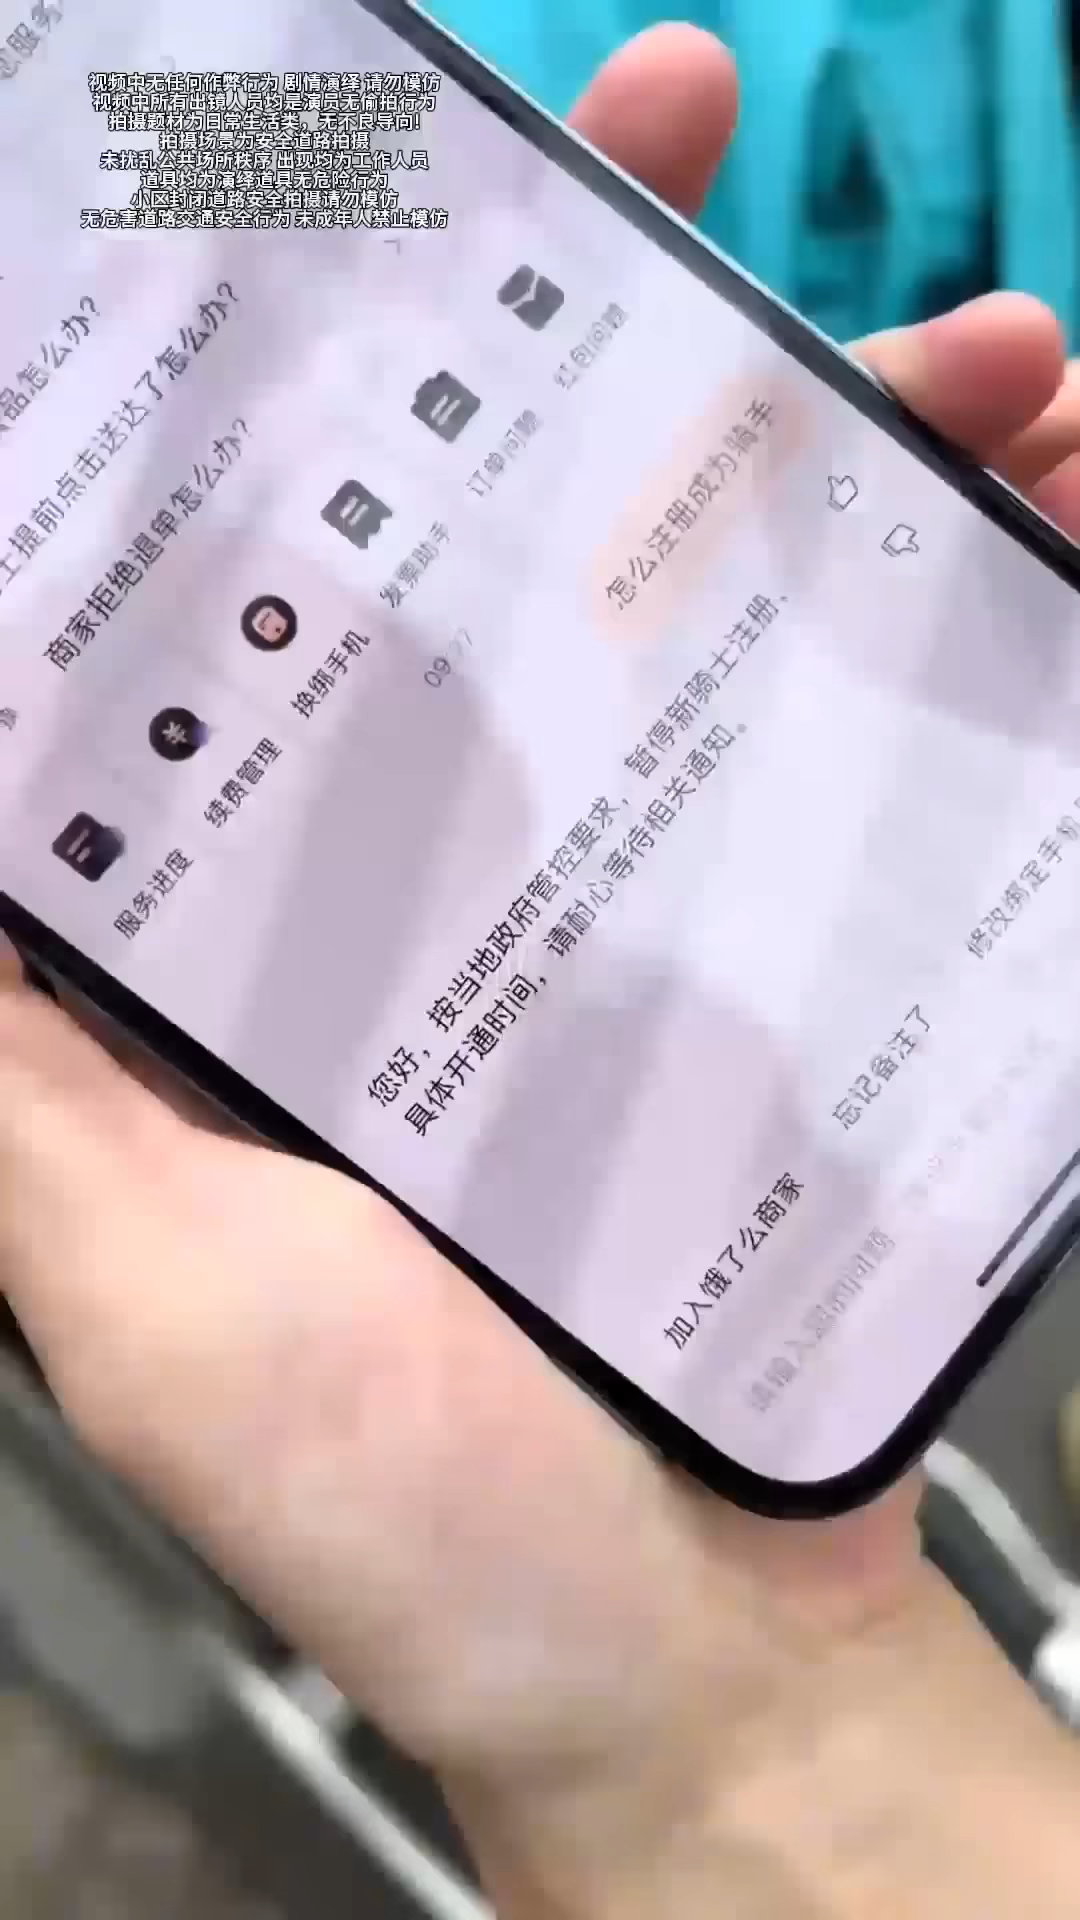 视频中无任何作弊行为 剧情演绎 请勿模仿
视频中所有出镜人员均是演员无偷拍行为
拍摄题材为日常生活类，无不良导向!
拍摄场景为安全道路拍摄
未扰乱公共场所秩序 出现均为工作人员
道具均为演绎道具无危险行为
小区封闭道路安全拍摄请勿模仿
无危害道路交通安全行为 未成年人禁止模仿
品怎么办?
士提前点击送达了怎么办?
商家拒绝退单怎么办?
服务进度
续费管理
换绑手机
发票助手
订单问题
红包问题
怎么注册成为骑手
您好，按当地政府管控要求，暂停新骑士注册、
具体开通时间，请耐心等待相关通知。
加入饿了么商家
忘记备注了
修改绑定手机
请输入您的问题